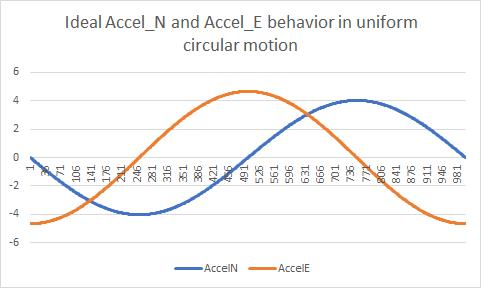 Ideal Accel_N and Accel_E behavior in uniform
circular motion
6
4
2
0
-2
-4
-6
1 36 71 106 141 176 211 246 281 316 351 386 421 456 491 526 561 596 631 666 701 736 771 806 841 876 911 946 981
AccelN AccelE